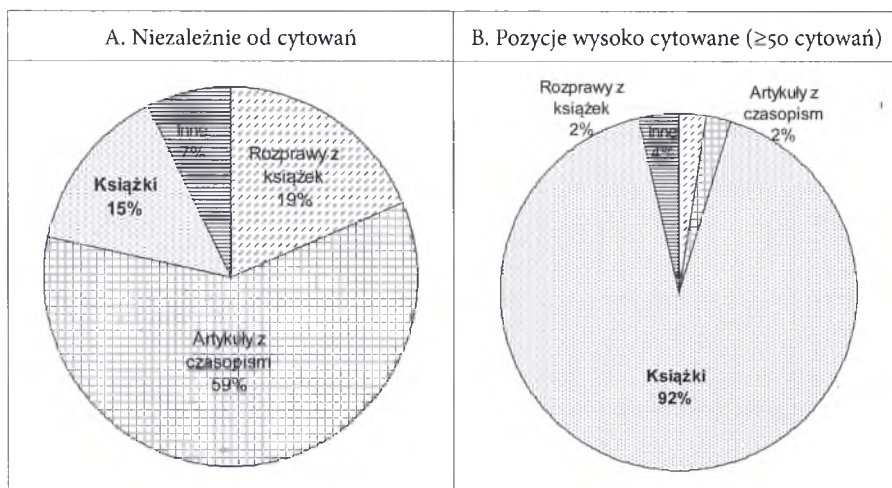 A. Niezależnie od cytowań
Inne
7%
Rozprawy z
książek
19%
Książki
15%
Artykuły z
czasopism
59%
B. Pozycje wysoko cytowane (≥50 cytowań)
Rozprawy z
książek
2%
Inne
4%
Artykuły z
czasopism
2%
Książki
92%